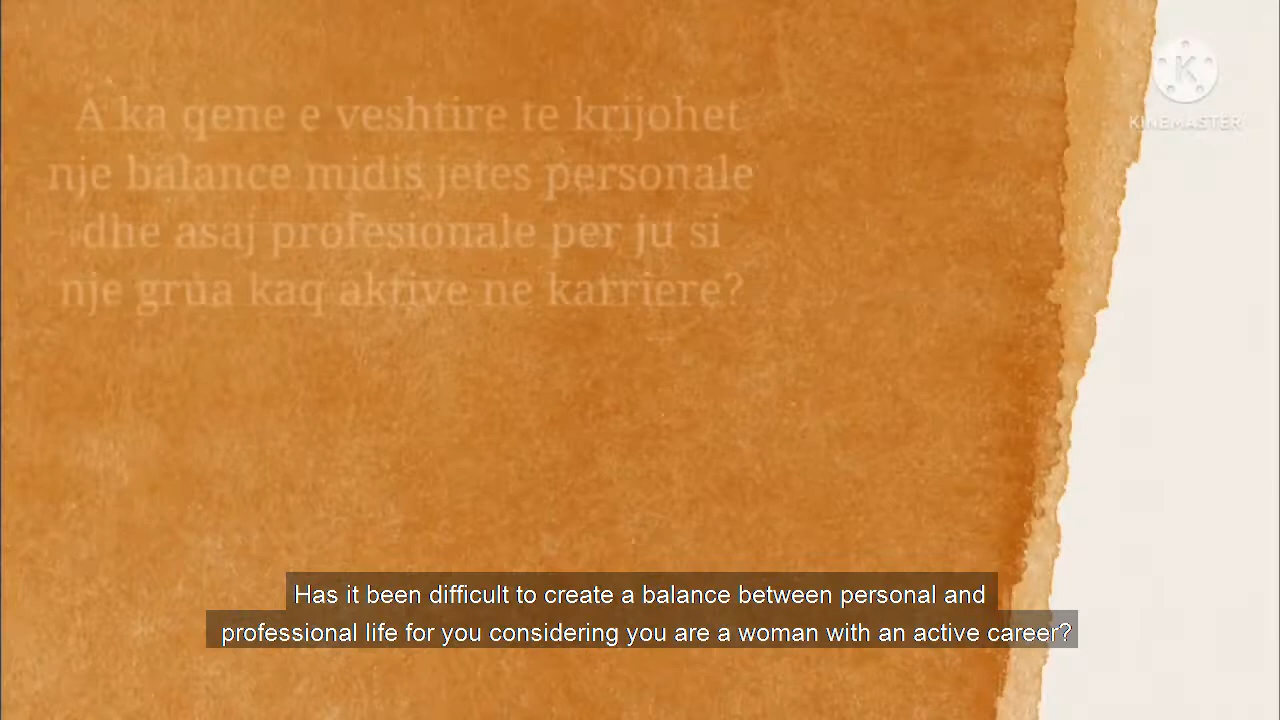 A ka qene e veshtire te krijohet
nje balance midis jetes personale
dhe asaj profesionale per ju si
nje grua kaq aktive ne karriere?
K
KINEMASTER
Has it been difficult to create a balance between personal and
professional life for you considering you are a woman with an active career?